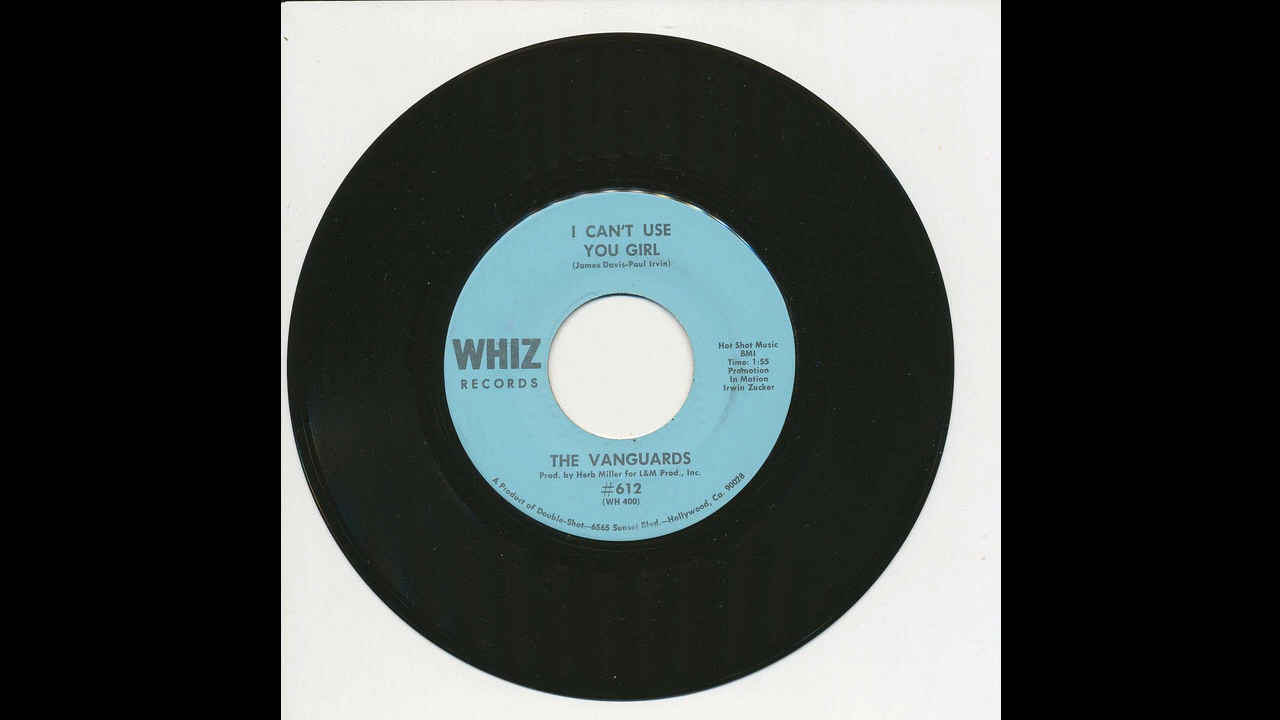 I CAN'T USE
YOU GIRL
(James Davis-Paul Irvin)
WHIZ
RECORDS
Hot Shot Music
BMI
Time: 1:55
Promotion
In Motion
Irwin Zucker
THE VANGUARDS
Prod. by Herb Miller for L&M Prod., Inc.
#612
(WH 400)
A Product of Double-Shot—6565 Sunset Blvd.—Hollywood, Ca. 90028